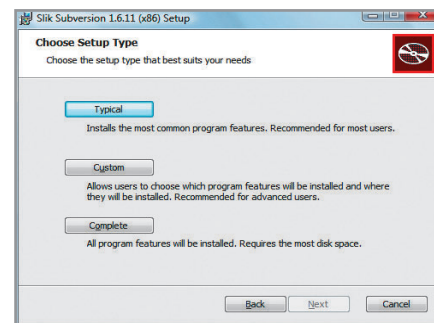 Slik Subversion 1.6.11 (x86) Setup
Choose Setup Type
Choose the setup type that best suits your needs
Typical
Installs the most common program features. Recommended for most users.
Custom
Allows users to choose which program features will be installed and where
they will be installed. Recommended for advanced users.
Complete
All program features will be installed. Requires the most disk space.
Back Next Cancel